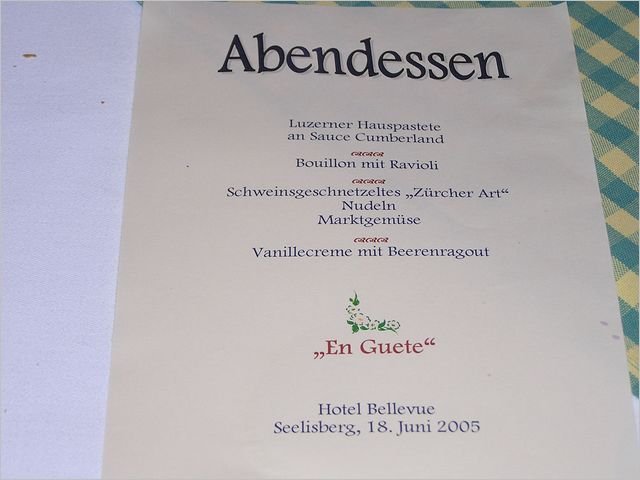 Abendessen
Luzerner Hauspastete
an Sauce Cumberland
Bouillon mit Ravioli
Schweinsgeschnetzeltes „Zürcher Art“
Nudeln
Marktgemüse
Vanillecreme mit Beerenragout
„En Guete“
Hotel Bellevue
Seelisberg, 18. Juni 2005